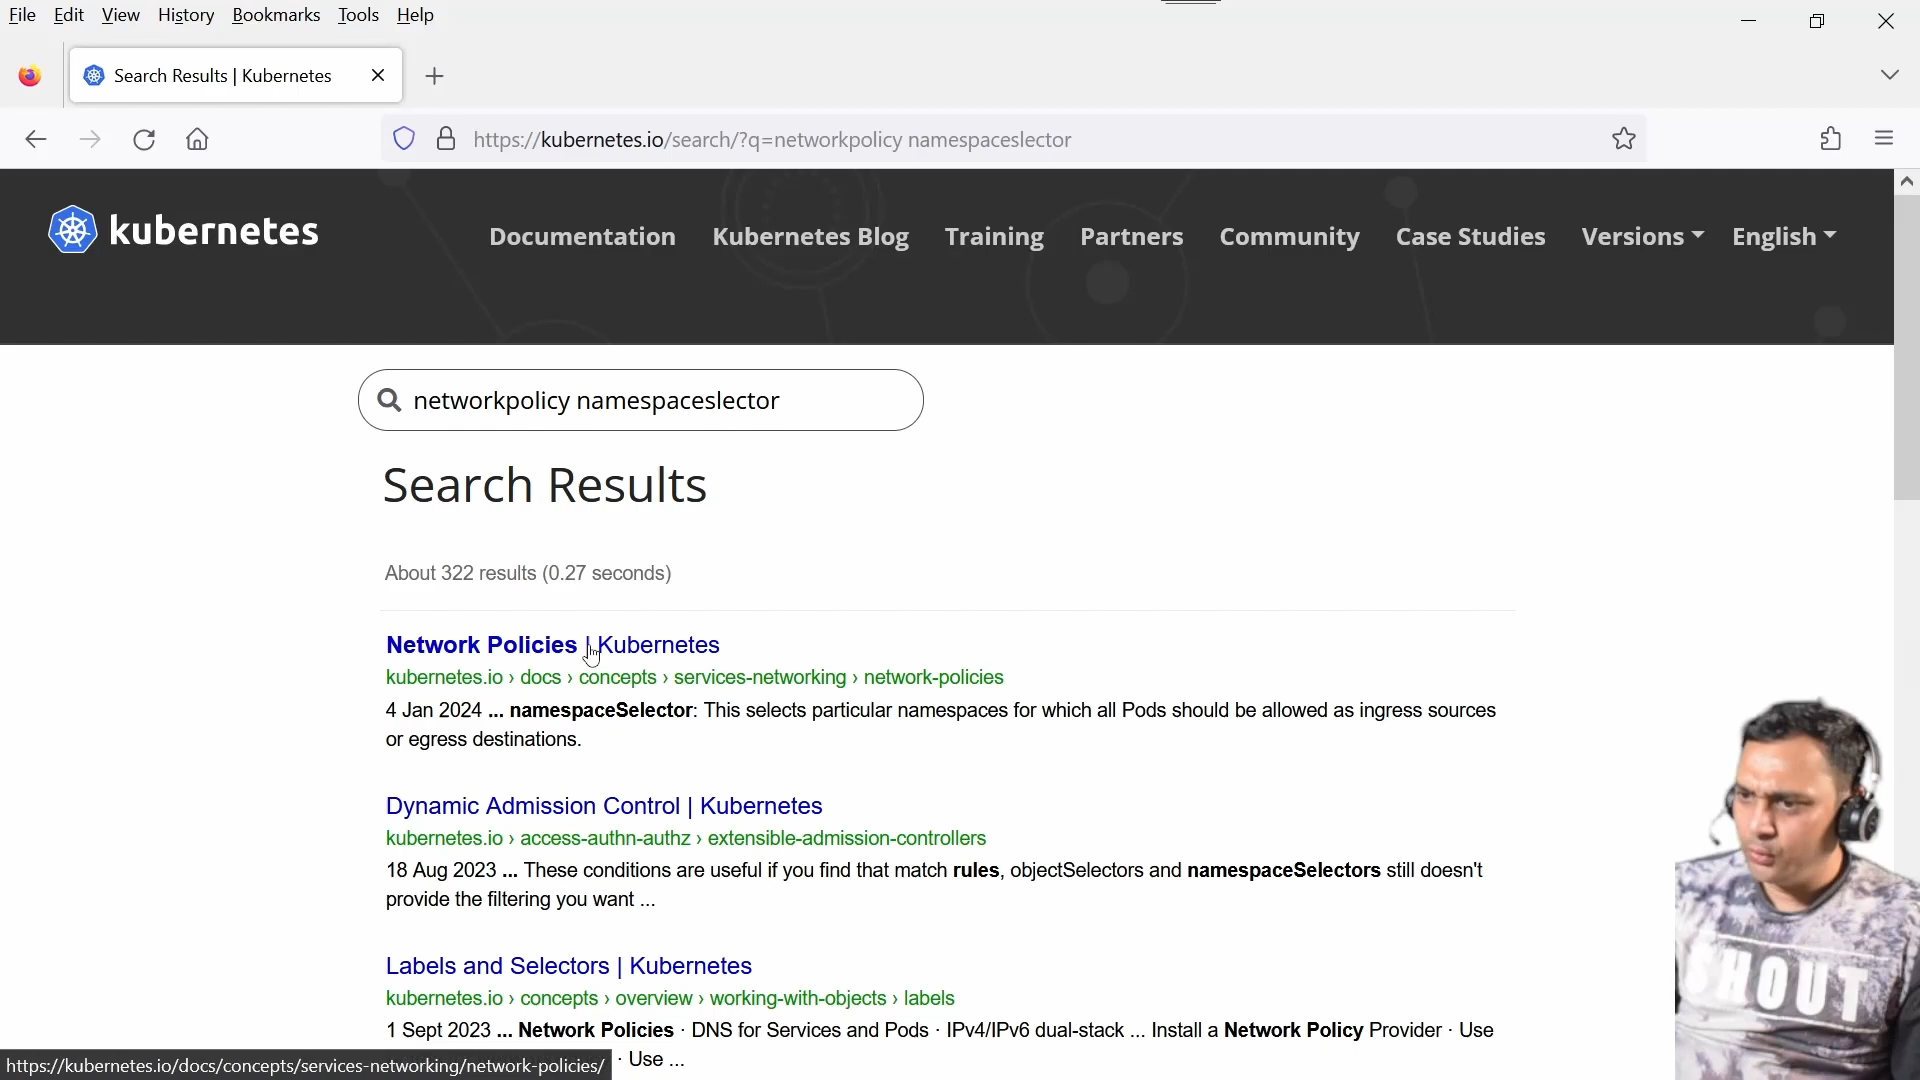 File Edit View History Bookmarks Tools Help
Search Results | Kubernetes
https://kubernetes.io/search/?q=networkpolicy namespaceslector
kubernetes
Documentation Kubernetes Blog Training Partners Community Case Studies Versions English
networkpolicy namespaceslector
Search Results
About 322 results (0.27 seconds)
Network Policies | Kubernetes
kubernetes.io › docs › concepts › services-networking › network-policies
4 Jan 2024 ... namespaceSelector: This selects particular namespaces for which all Pods should be allowed as ingress sources
or egress destinations.
Dynamic Admission Control | Kubernetes
kubernetes.io › access-authn-authz › extensible-admission-controllers
18 Aug 2023 ... These conditions are useful if you find that match rules, objectSelectors and namespaceSelectors still doesn't
provide the filtering you want ...
Labels and Selectors | Kubernetes
kubernetes.io › concepts › overview › working-with-objects › labels
1 Sept 2023 ... Network Policies · DNS for Services and Pods · IPv4/IPv6 dual-stack ... Install a Network Policy Provider · Use
· Use ...
https://kubernetes.io/docs/concepts/services-networking/network-policies/
SHOUT